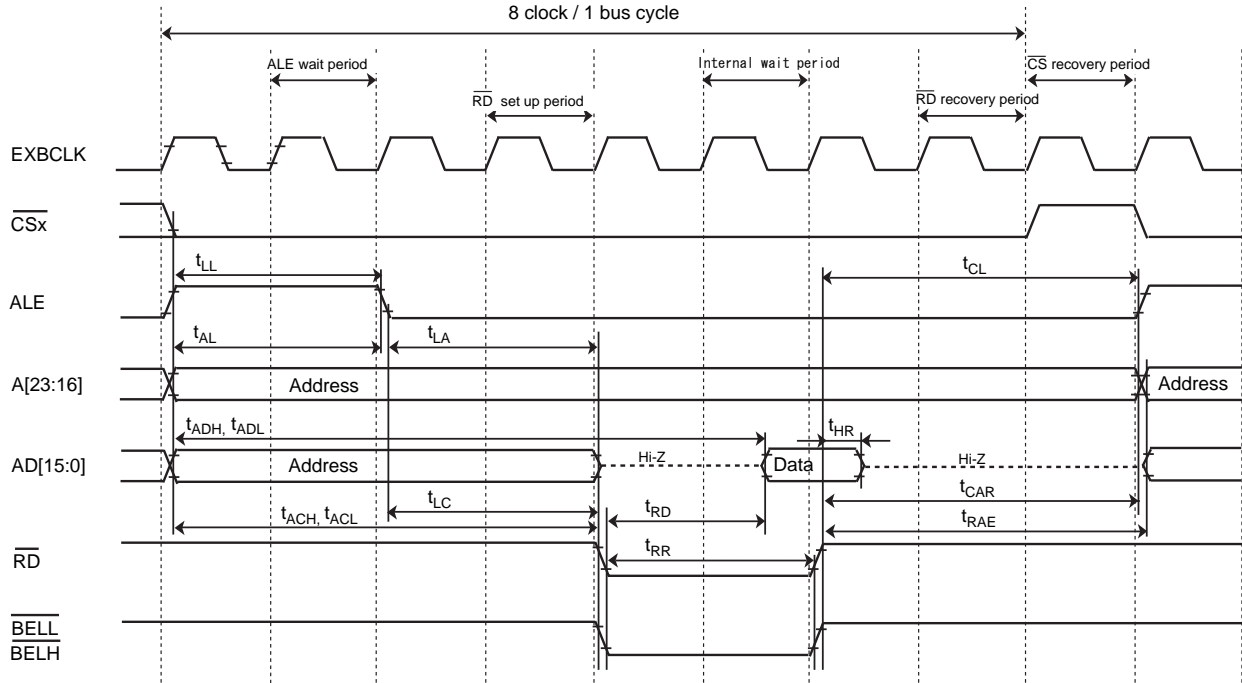 8 clock / 1 bus cycle
ALE wait period
Internal wait period
CS recovery period
RD set up period
RD recovery period
EXBCLK
CSx
tLL
tCL
ALE
tAL
tLA
A[23:16]
Address
Address
tADH, tADL
tHR
AD[15:0]
Address
Hi-Z
Data
Hi-Z
tLC
tRD
tCAR
tACH, tACL
tRAE
RD
tRR
BELL
BELH